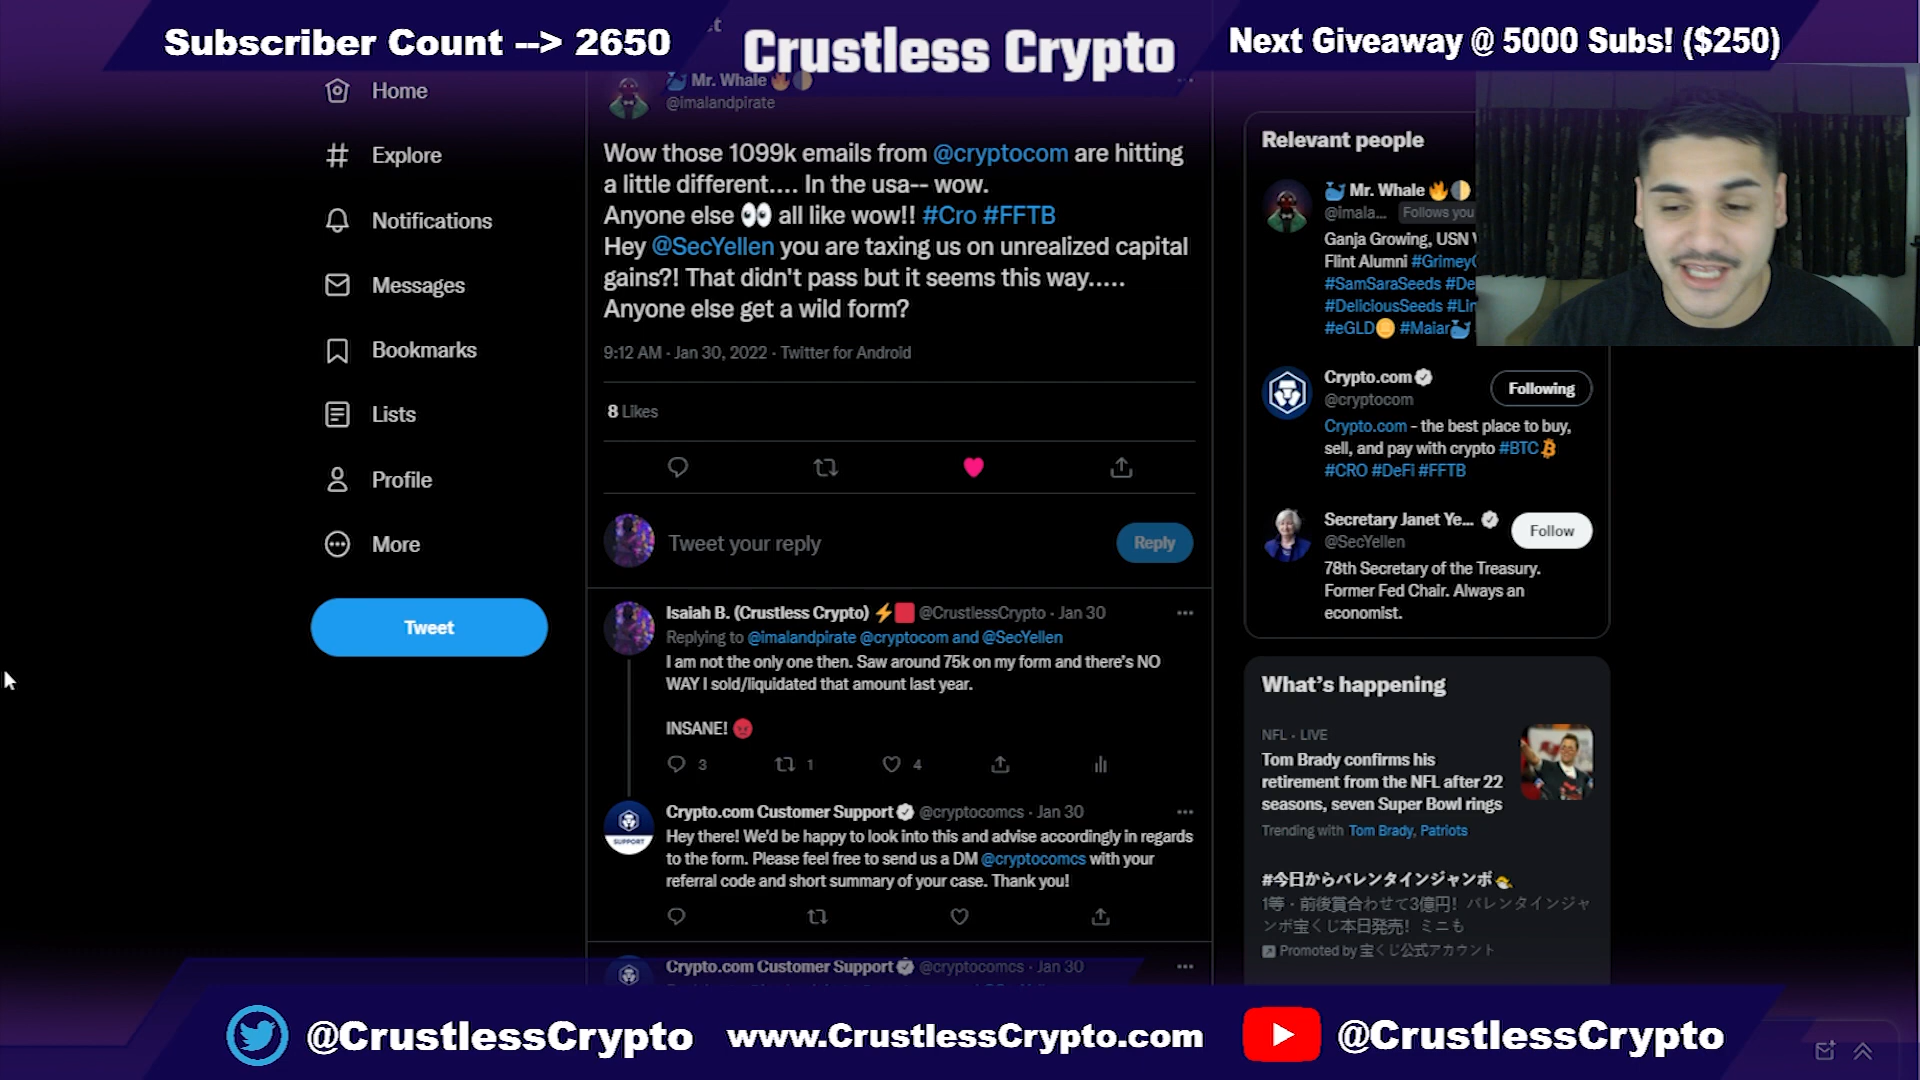 Subscriber Count --> 2650
Crustless Crypto
Next Giveaway @ 5000 Subs! ($250)
Home
Explore
Notifications
Messages
Bookmarks
Lists
Profile
More
Tweet
Mr. Whale
@imalandpirate
Wow those 1099k emails from @cryptocom are hitting
a little different.... In the usa-- wow.
Anyone else 👀 all like wow!! #Cro #FFTB
Hey @SecYellen you are taxing us on unrealized capital
gains?! That didn't pass but it seems this way.....
Anyone else get a wild form?
9:12 AM · Jan 30, 2022 · Twitter for Android
8 Likes
Tweet your reply
Reply
Isaiah B. (Crustless Crypto) ⚡🟥 @CrustlessCrypto · Jan 30
Replying to @imalandpirate @cryptocom and @SecYellen
I am not the only one then. Saw around 75k on my form and there's NO
WAY I sold/liquidated that amount last year.
INSANE! 😡
3 1 4
Crypto.com Customer Support @cryptocomcs · Jan 30
Hey there! We'd be happy to look into this and advise accordingly in regards
to the form. Please feel free to send us a DM @cryptocomcs with your
referral code and short summary of your case. Thank you!
SUPPORT
Crypto.com Customer Support @cryptocomcs · Jan 30
Relevant people
Mr. Whale
@imala... Follows you
Ganja Growing, USN
Flint Alumni
#SamSaraSeeds
#DeliciousSeeds
#eGLD #Maiar
Crypto.com
@cryptocom
Following
Crypto.com - the best place to buy,
sell, and pay with crypto #BTC
#CRO #DeFi #FFTB
Secretary Janet Ye...
@SecYellen
Follow
78th Secretary of the Treasury.
Former Fed Chair. Always an
economist.
What's happening
NFL · LIVE
Tom Brady confirms his
retirement from the NFL after 22
seasons, seven Super Bowl rings
Trending with Tom Brady, Patriots
#今日からバレンタインジャンボ
1等・前後賞合わせて3億円！バレンタインジャ
ンボ宝くじ本日発売！ミニも
Promoted by 宝くじ公式アカウント
@CrustlessCrypto
www.CrustlessCrypto.com
@CrustlessCrypto